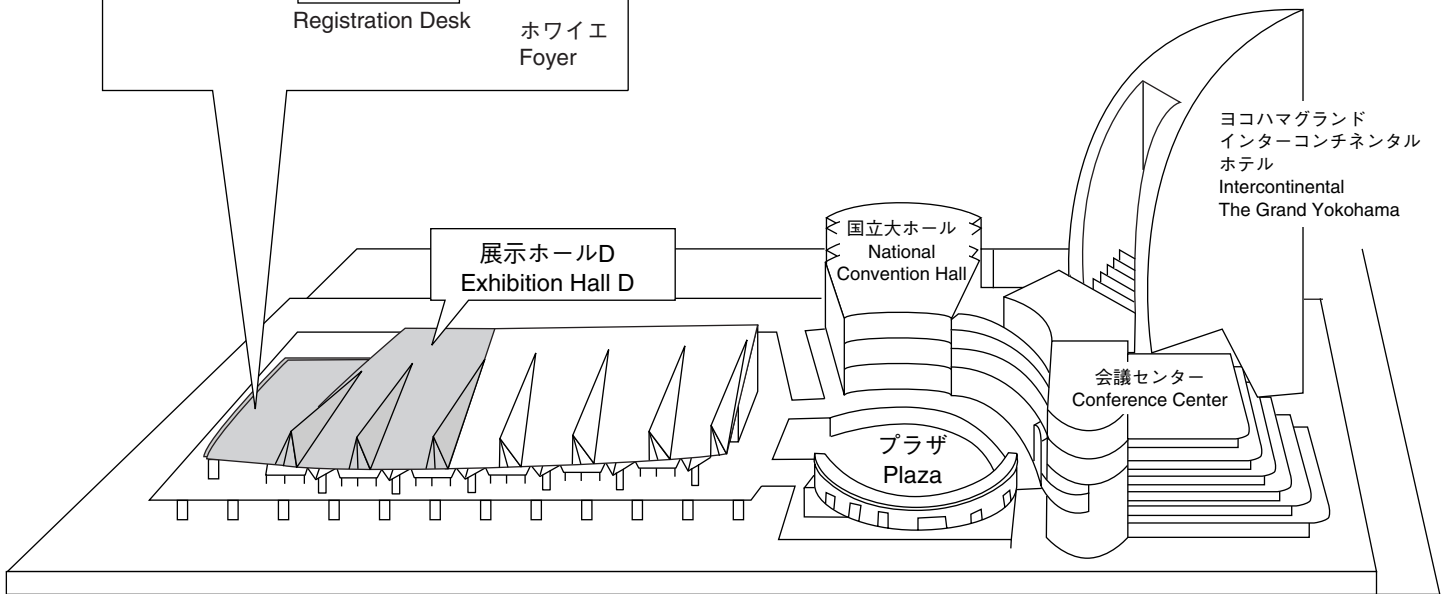 Registration Desk
ホワイエ
Foyer
ヨコハマグランド
インターコンチネンタル
ホテル
Intercontinental
The Grand Yokohama
国立大ホール
National
Convention Hall
展示ホールD
Exhibition Hall D
会議センター
Conference Center
プラザ
Plaza